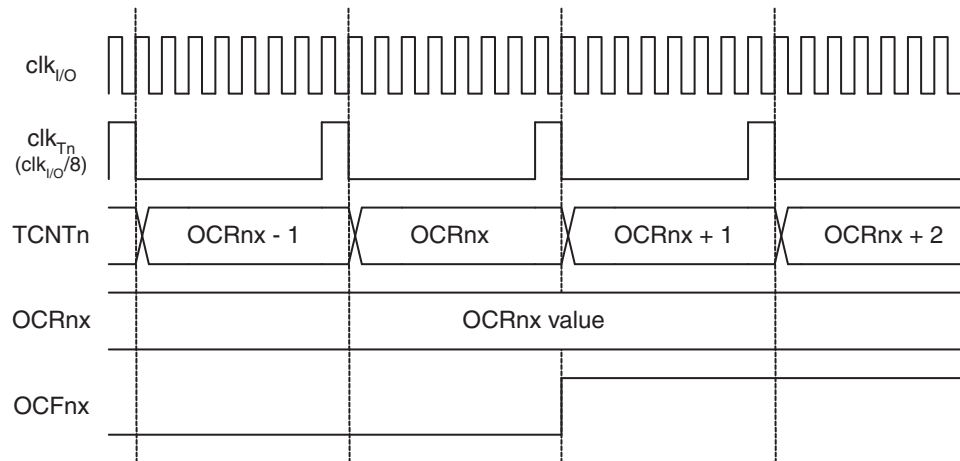 clkI/O
clkTn
(clkI/O/8)
TCNTn OCRnx - 1 OCRnx OCRnx + 1 OCRnx + 2
OCRnx OCRnx value
OCFnx